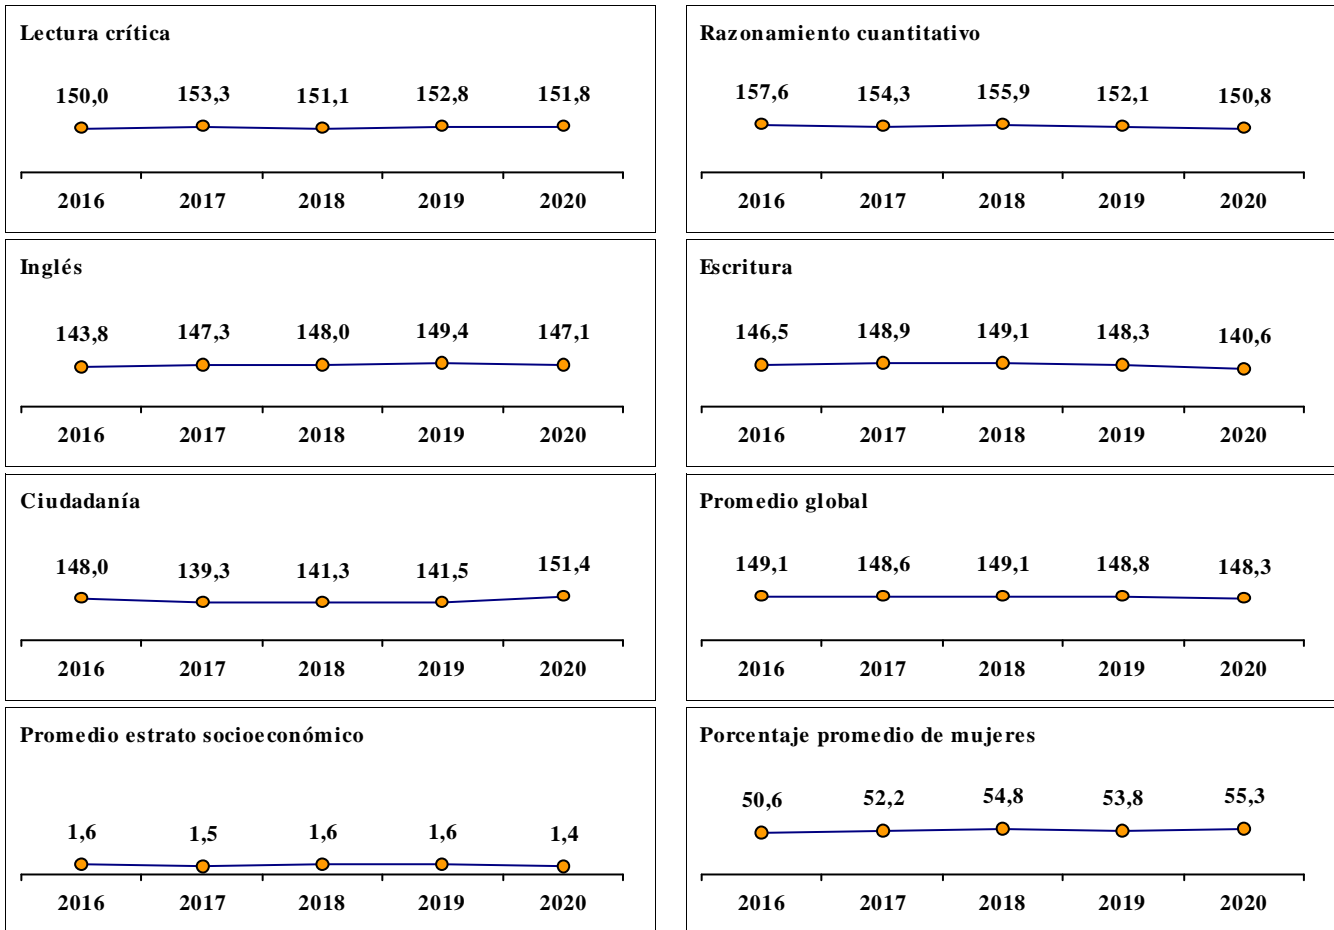 Lectura crítica
150,0 153,3 151,1 152,8 151,8
2016 2017 2018 2019 2020
Razonamiento cuantitativo
157,6 154,3 155,9 152,1 150,8
2016 2017 2018 2019 2020
Inglés
143,8 147,3 148,0 149,4 147,1
2016 2017 2018 2019 2020
Escritura
146,5 148,9 149,1 148,3 140,6
2016 2017 2018 2019 2020
Ciudadanía
148,0 139,3 141,3 141,5 151,4
2016 2017 2018 2019 2020
Promedio global
149,1 148,6 149,1 148,8 148,3
2016 2017 2018 2019 2020
Promedio estrato socioeconómico
1,6 1,5 1,6 1,6 1,4
2016 2017 2018 2019 2020
Porcentaje promedio de mujeres
50,6 52,2 54,8 53,8 55,3
2016 2017 2018 2019 2020